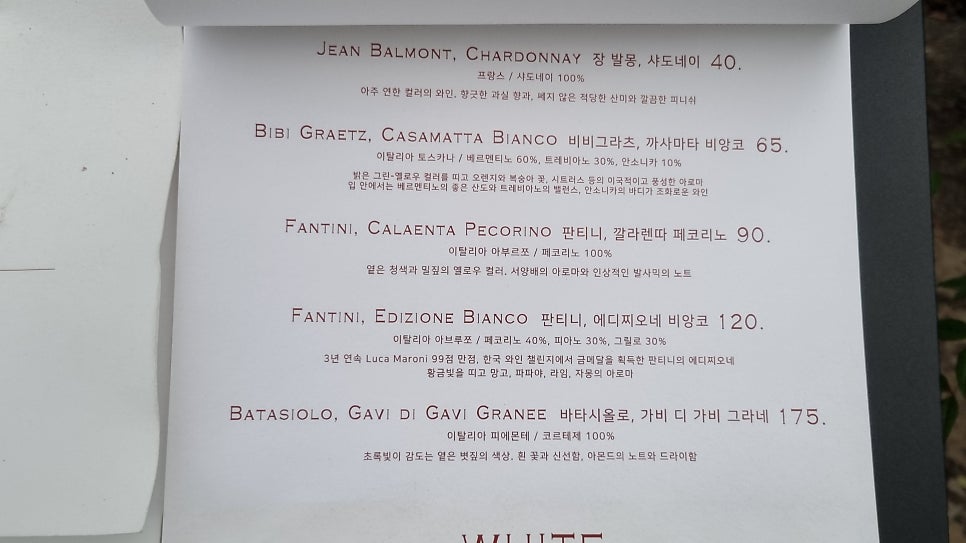 JEAN BALMONT, CHARDONNAY 장 발몽, 샤도네이 40.
프랑스 / 샤도네이 100%
아주 연한 컬러의 와인. 향긋한 과실 향과, 쎄지 않은 적당한 산미와 깔끔한 피니쉬
BIBI GRAETZ, CASAMATTA BIANCO 비비그라츠, 까사마타 비앙코 65.
이탈리아 토스카나 / 베르멘티노 60%, 트레비아노 30%, 안소니카 10%
밝은 그린-옐로우 컬러를 띠고 오렌지와 복숭아 꽃, 시트러스 등의 이국적이고 풍성한 아로마
입 안에서는 베르멘티노의 좋은 산도와 트레비아노의 밸런스, 안소니카의 바디가 조화로운 와인
FANTINI, CALAENTA PECORINO 판티니, 깔라렌따 페코리노 90.
이탈리아 아부르쪼 / 페코리노 100%
옅은 청색과 밀짚의 옐로우 컬러. 서양배의 아로마와 인상적인 발사믹의 노트
FANTINI, EDIZIONE BIANCO 판티니, 에디찌오네 비앙코 120.
이탈리아 아브루쪼 / 페코리노 40%, 피아노 30%, 그릴로 30%
3년 연속 Luca Maroni 99점 만점, 한국 와인 챌린지에서 금메달을 획득한 판티니의 에디찌오네
황금빛을 띠고 망고, 파파야, 라임, 자몽의 아로마
BATASIOLO, GAVI DI GAVI GRANEE 바타시올로, 가비 디 가비 그라네 175.
이탈리아 피에몬테 / 코르테제 100%
초록빛이 감도는 옅은 볏짚의 색상. 흰 꽃과 신선함, 아몬드의 노트와 드라이함
WHITE